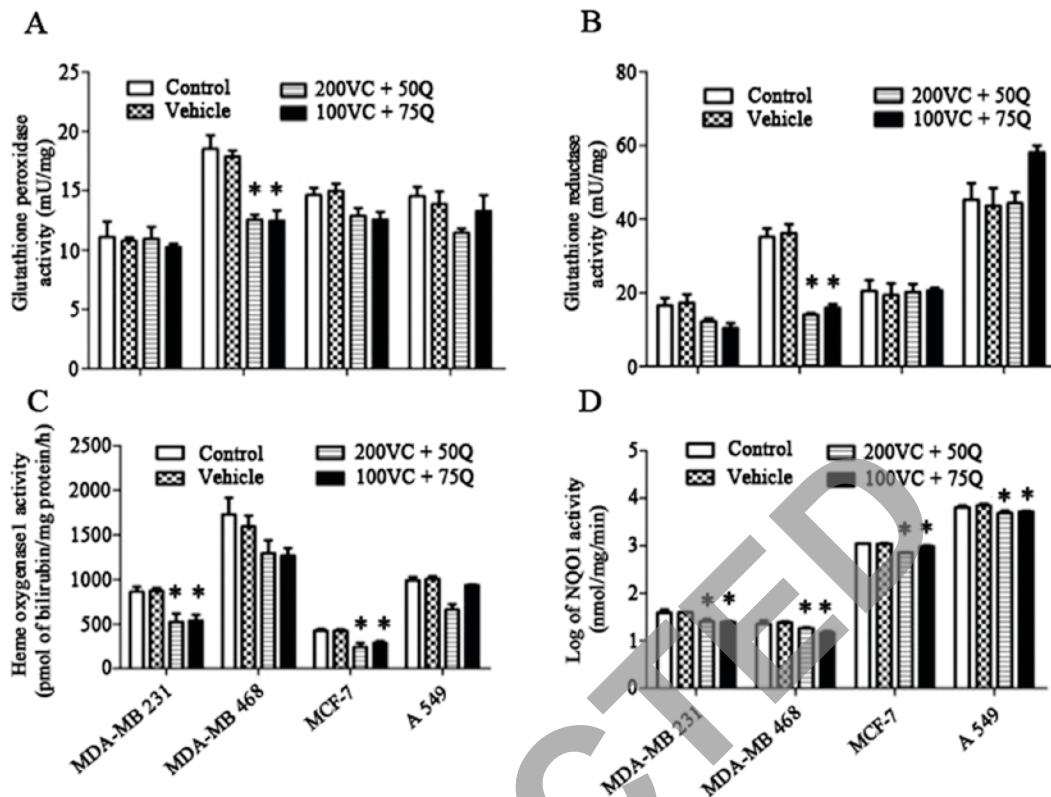 A
Glutathione peroxidase
activity (mU/mg)
25
20
15
10
5
0
Control
Vehicle
200VC + 50Q
100VC + 75Q
* *
B
Glutathione reductase
activity (mU/mg)
80
60
40
20
0
Control
Vehicle
200VC + 50Q
100VC + 75Q
* *
C
Heme oxygenase1 activity
(pmol of bilirubin/mg protein/h)
2500
2000
1500
1000
500
0
Control
Vehicle
200VC + 50Q
100VC + 75Q
* *
* *
MDA-MB 231
MDA-MB 468
MCF-7
A 549
D
Log of NQO1 activity
(nmol/mg/min)
5
4
3
2
1
0
Control
Vehicle
200VC + 50Q
100VC + 75Q
* *
* *
* *
* *
MDA-MB 231
MDA-MB 468
MCF-7
A 549
CTED